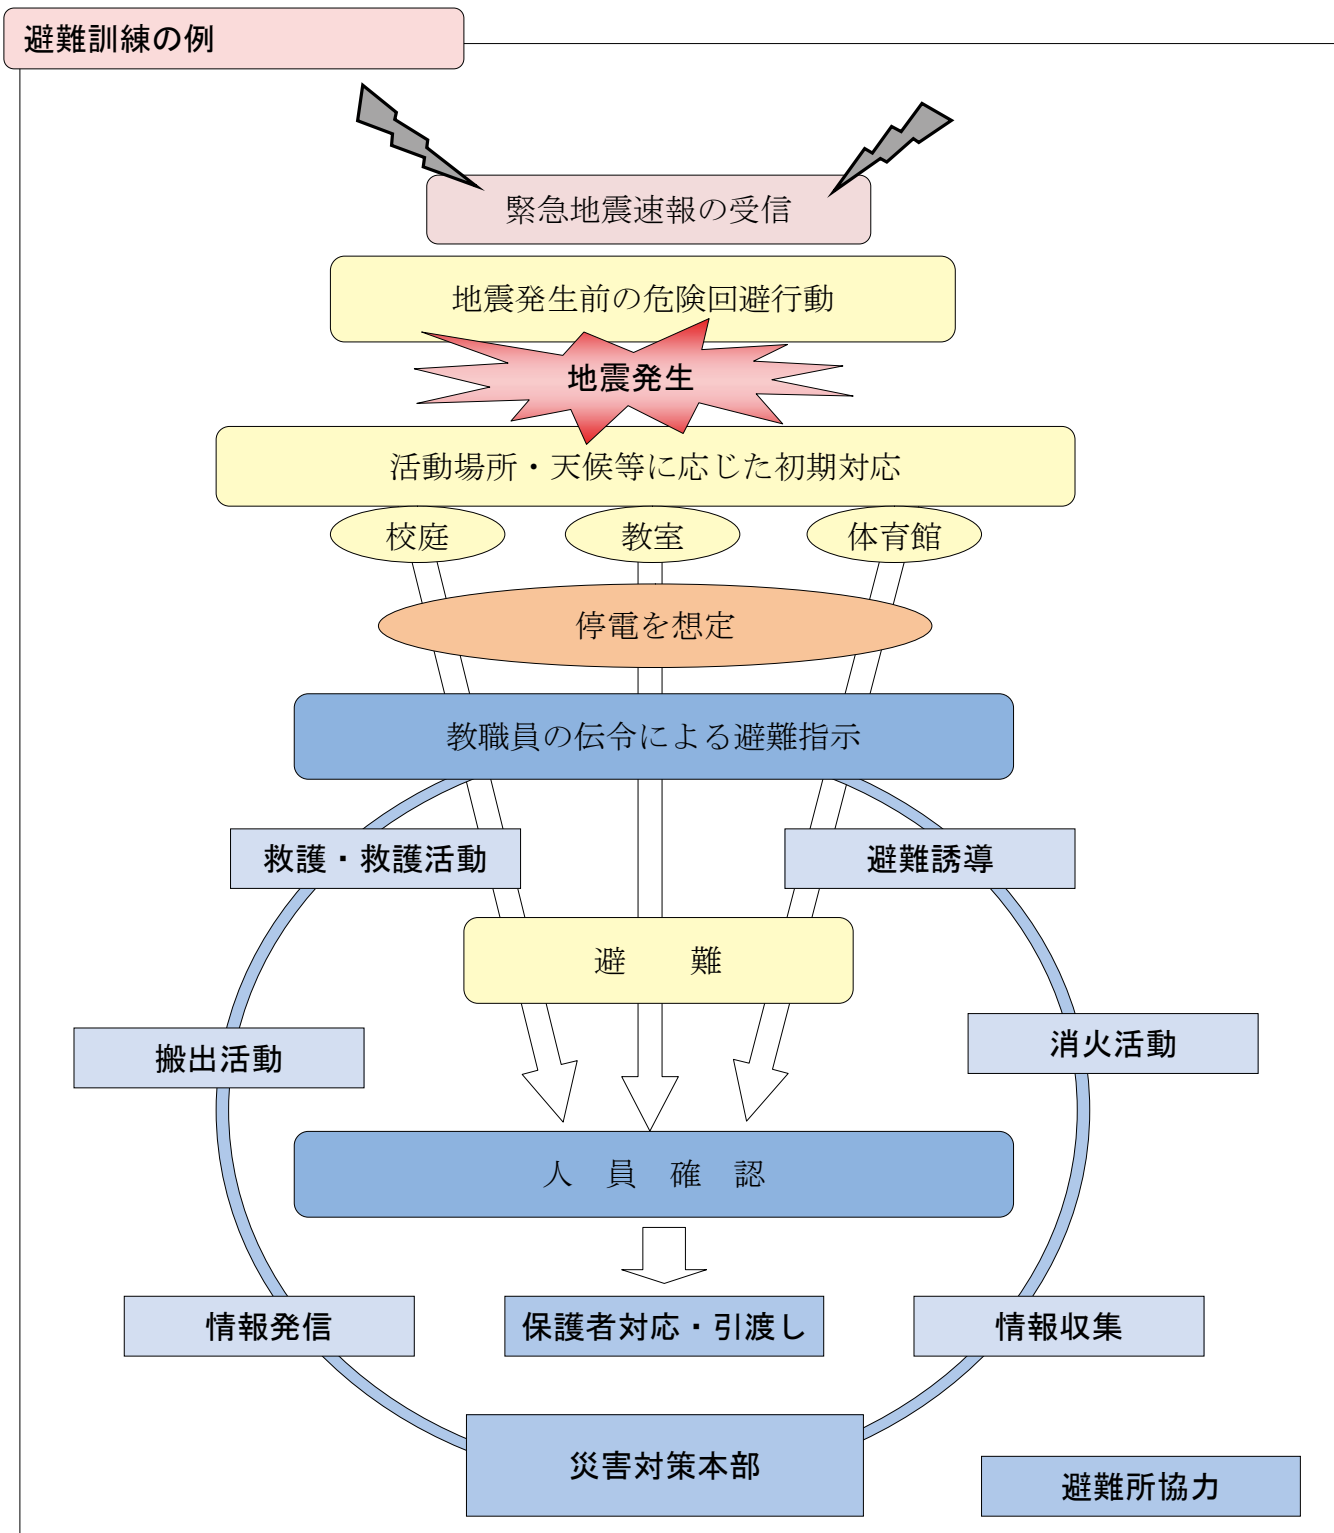 避難訓練の例
緊急地震速報の受信
地震発生前の危険回避行動
地震発生
活動場所・天候等に応じた初期対応
校庭
教室
体育館
停電を想定
教職員の伝令による避難指示
救護・救護活動
避難誘導
避　難
搬出活動
消火活動
人　員　確　認
情報発信
保護者対応・引渡し
情報収集
災害対策本部
避難所協力